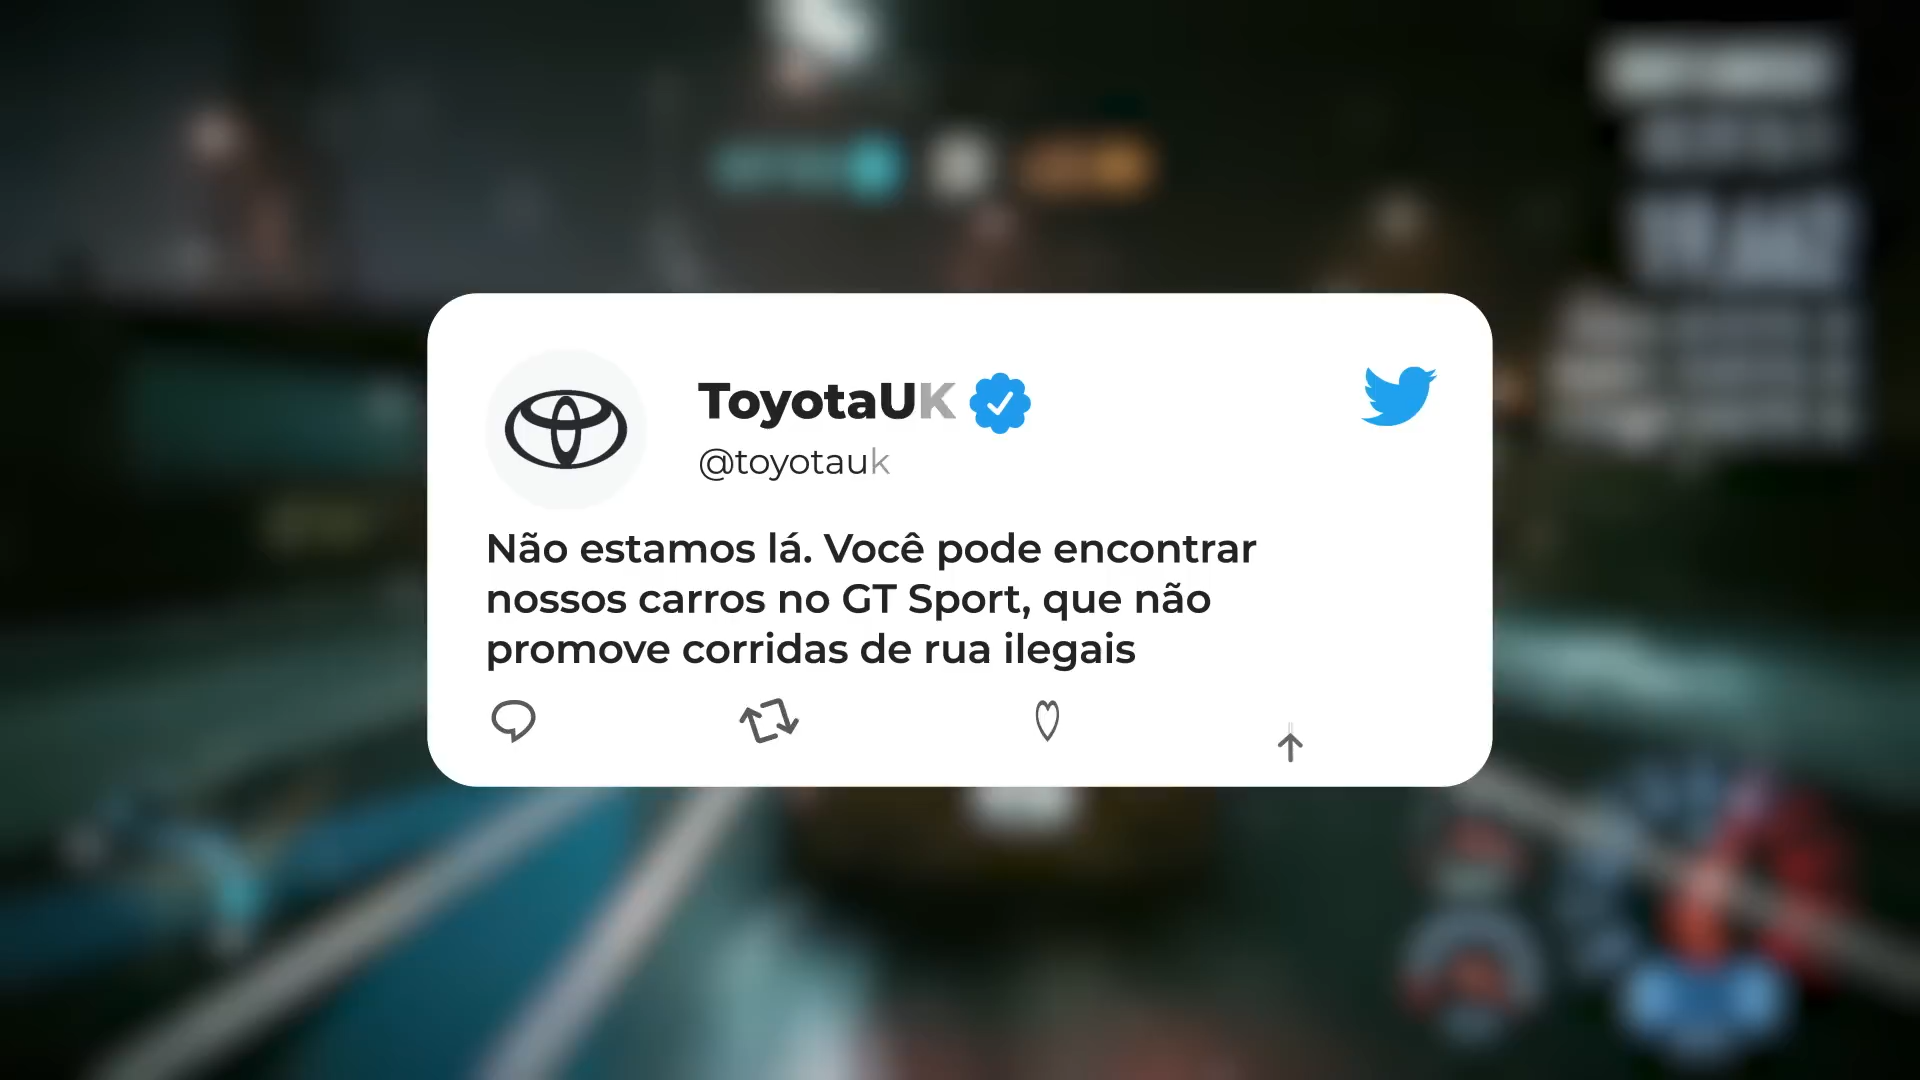 ToyotaUK
@toyotauk
Não estamos lá. Você pode encontrar
nossos carros no GT Sport, que não
promove corridas de rua ilegais